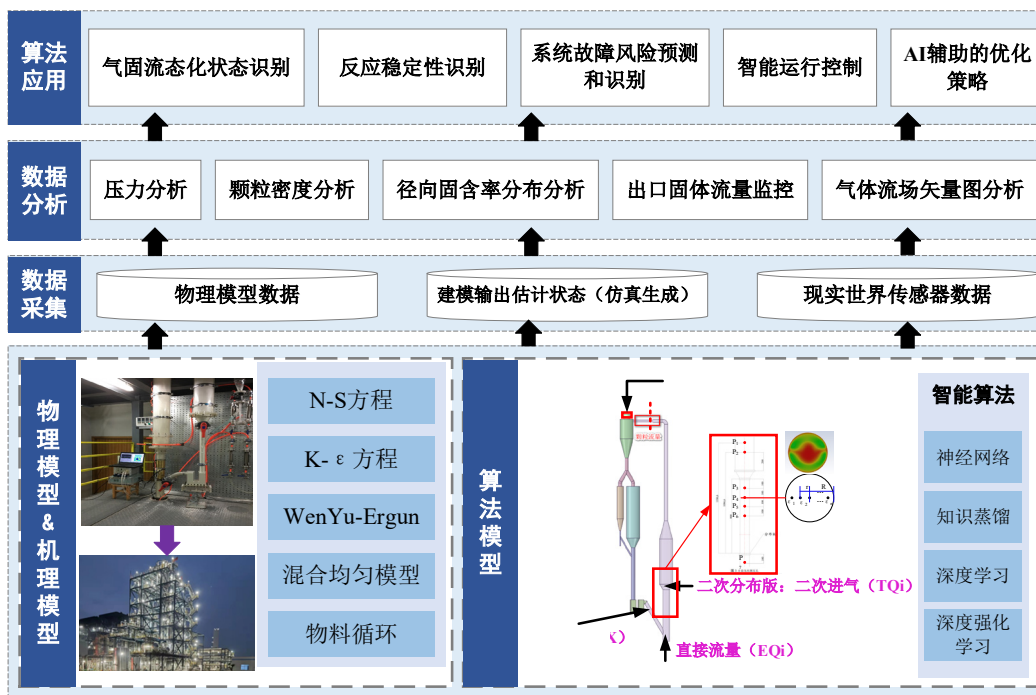 算法
应用
气固流态化状态识别
反应稳定性识别
系统故障风险预测
和识别
智能运行控制
AI辅助的优化
策略
数据
分析
压力分析
颗粒密度分析
径向固含率分布分析
出口固体流量监控
气体流场矢量图分析
数据
采集
物理模型数据
建模输出估计状态（仿真生成）
现实世界传感器数据
物理模型&机理模型
N-S方程
K-ε方程
WenYu-Ergun
混合均匀模型
物料循环
算法模型
P1
P2
P3
P4
P5
P6
R
二次分布版：二次进气（TQi）
直接流量（EQi）
智能算法
神经网络
知识蒸馏
深度学习
深度强化
学习